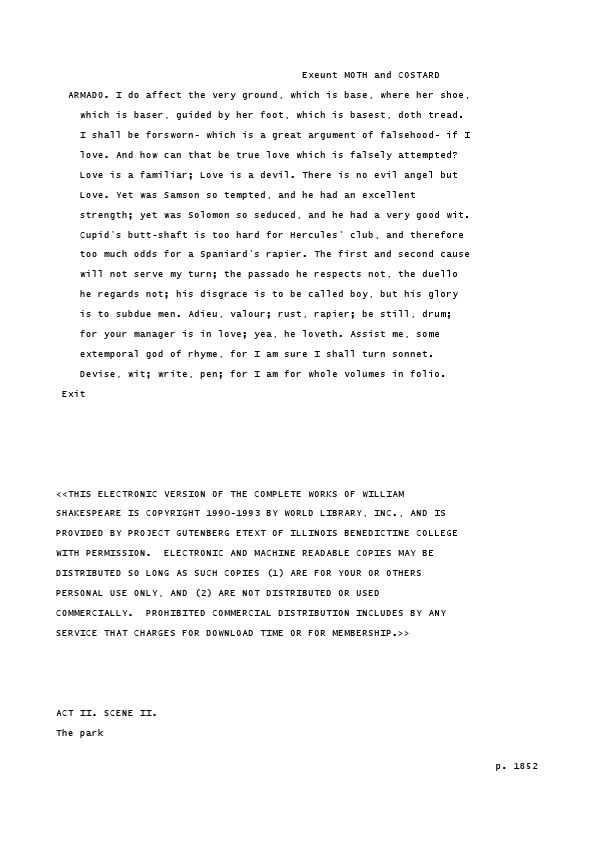 Exeunt MOTH and COSTARD
ARMADO. I do affect the very ground, which is base, where her shoe,
which is baser, guided by her foot, which is basest, doth tread.
I shall be forsworn- which is a great argument of falsehood- if I
love. And how can that be true love which is falsely attempted?
Love is a familiar; Love is a devil. There is no evil angel but
Love. Yet was Samson so tempted, and he had an excellent
strength; yet was Solomon so seduced, and he had a very good wit.
Cupid's butt-shaft is too hard for Hercules' club, and therefore
too much odds for a Spaniard's rapier. The first and second cause
will not serve my turn; the passado he respects not, the duello
he regards not; his disgrace is to be called boy, but his glory
is to subdue men. Adieu, valour; rust, rapier; be still, drum;
for your manager is in love; yea, he loveth. Assist me, some
extemporal god of rhyme, for I am sure I shall turn sonnet.
Devise, wit; write, pen; for I am for whole volumes in folio.
Exit
<<THIS ELECTRONIC VERSION OF THE COMPLETE WORKS OF WILLIAM
SHAKESPEARE IS COPYRIGHT 1990-1993 BY WORLD LIBRARY, INC., AND IS
PROVIDED BY PROJECT GUTENBERG ETEXT OF ILLINOIS BENEDICTINE COLLEGE
WITH PERMISSION.  ELECTRONIC AND MACHINE READABLE COPIES MAY BE
DISTRIBUTED SO LONG AS SUCH COPIES (1) ARE FOR YOUR OR OTHERS
PERSONAL USE ONLY, AND (2) ARE NOT DISTRIBUTED OR USED
COMMERCIALLY.  PROHIBITED COMMERCIAL DISTRIBUTION INCLUDES BY ANY
SERVICE THAT CHARGES FOR DOWNLOAD TIME OR FOR MEMBERSHIP.>>
ACT II. SCENE II.
The park
p. 1852